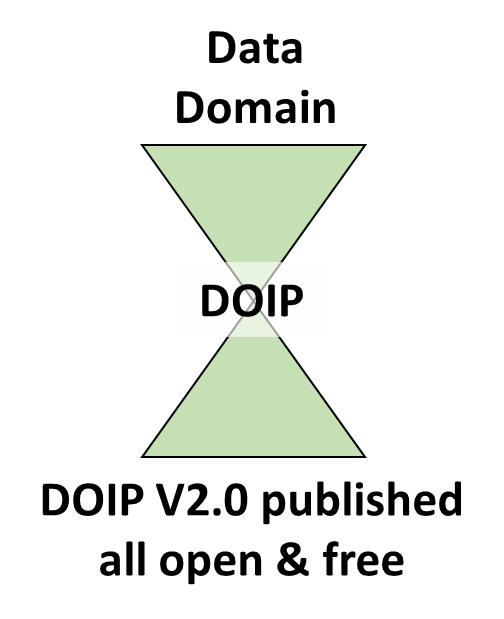 Data
Domain
DOIP
DOIP V2.0 published
all open & free